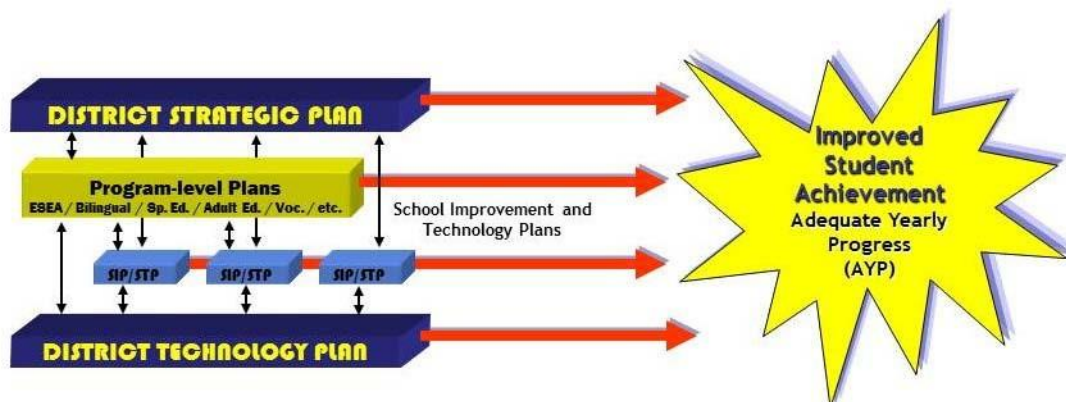 DISTRICT STRATEGIC PLAN
Program-level Plans
ESEA / Bilingual / Sp. Ed. / Adult Ed. / Voc. / etc.
School Improvement and
Technology Plans
SIP/STP
SIP/STP
SIP/STP
DISTRICT TECHNOLOGY PLAN
Improved
Student
Achievement
Adequate Yearly
Progress
(AYP)